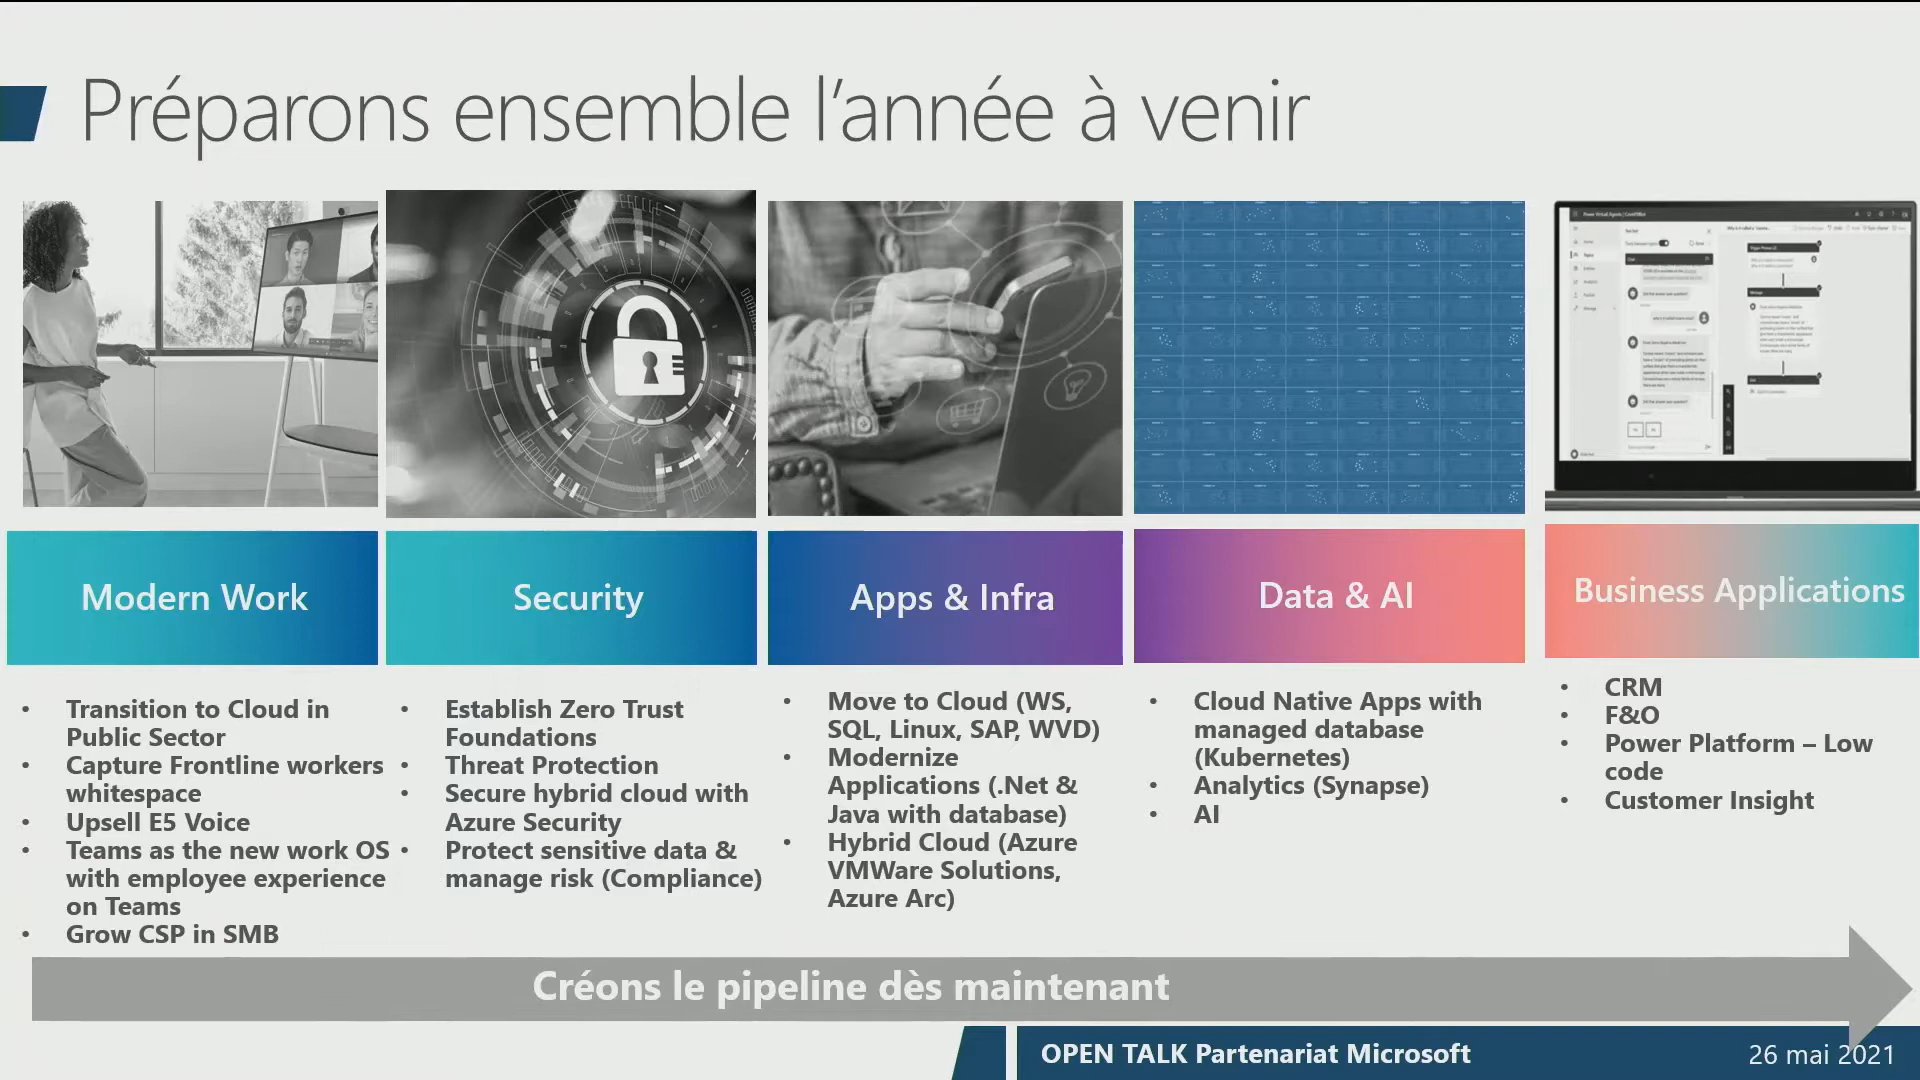 Préparons ensemble l'année à venir
Modern Work
Security
Apps & Infra
Data & AI
Business Applications
• Transition to Cloud in
Public Sector
• Capture Frontline workers
whitespace
• Upsell E5 Voice
• Teams as the new work OS
with employee experience
on Teams
• Grow CSP in SMB
• Establish Zero Trust
Foundations
• Threat Protection
• Secure hybrid cloud with
Azure Security
• Protect sensitive data &
manage risk (Compliance)
• Move to Cloud (WS,
SQL, Linux, SAP, WVD)
• Modernize
Applications (.Net &
Java with database)
• Hybrid Cloud (Azure
VMWare Solutions,
Azure Arc)
• Cloud Native Apps with
managed database
(Kubernetes)
• Analytics (Synapse)
• AI
• CRM
• F&O
• Power Platform – Low
code
• Customer Insight
Créons le pipeline dès maintenant
OPEN TALK Partenariat Microsoft
26 mai 2021